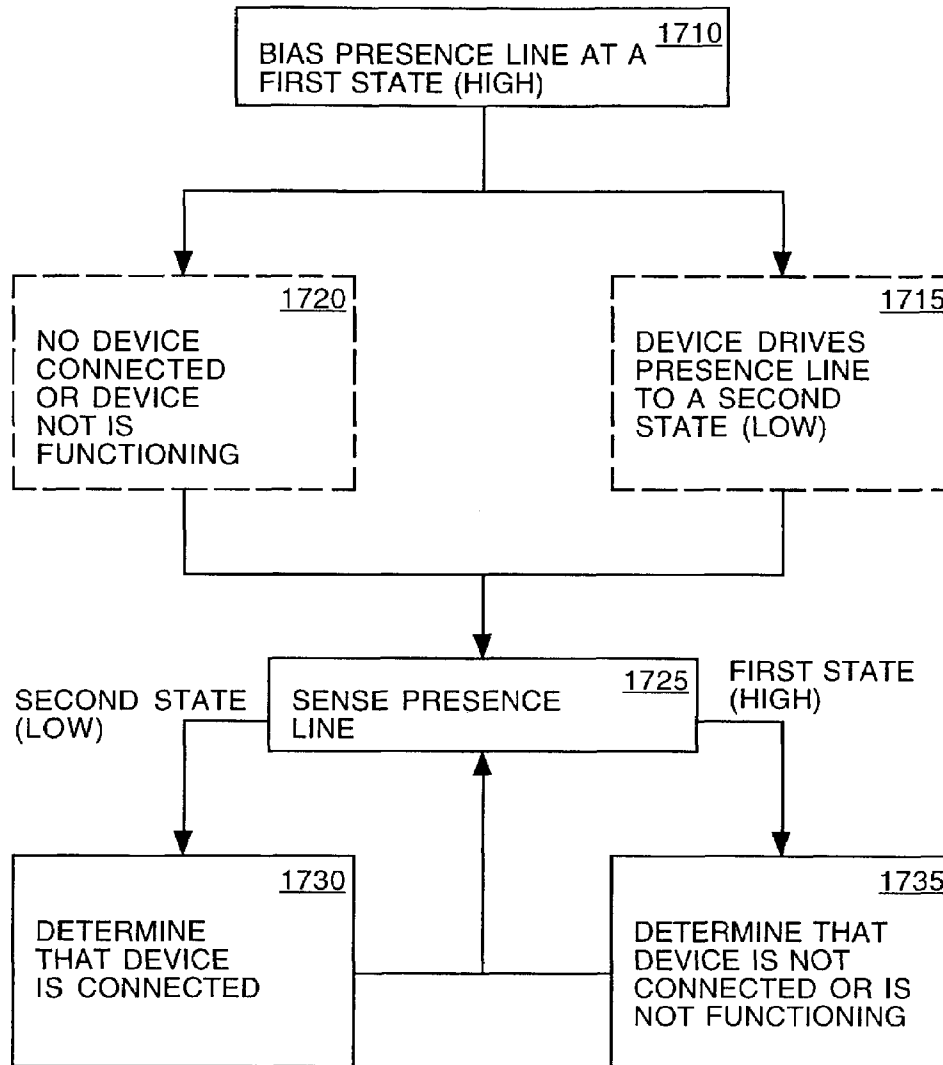 1710
BIAS PRESENCE LINE AT A
FIRST STATE (HIGH)
1720
NO DEVICE
CONNECTED
OR DEVICE
NOT IS
FUNCTIONING
1715
DEVICE DRIVES
PRESENCE LINE
TO A SECOND
STATE (LOW)
1725
SENSE PRESENCE
LINE
SECOND STATE
(LOW)
FIRST STATE
(HIGH)
1730
DETERMINE
THAT DEVICE
IS CONNECTED
1735
DETERMINE THAT
DEVICE IS NOT
CONNECTED OR IS
NOT FUNCTIONING